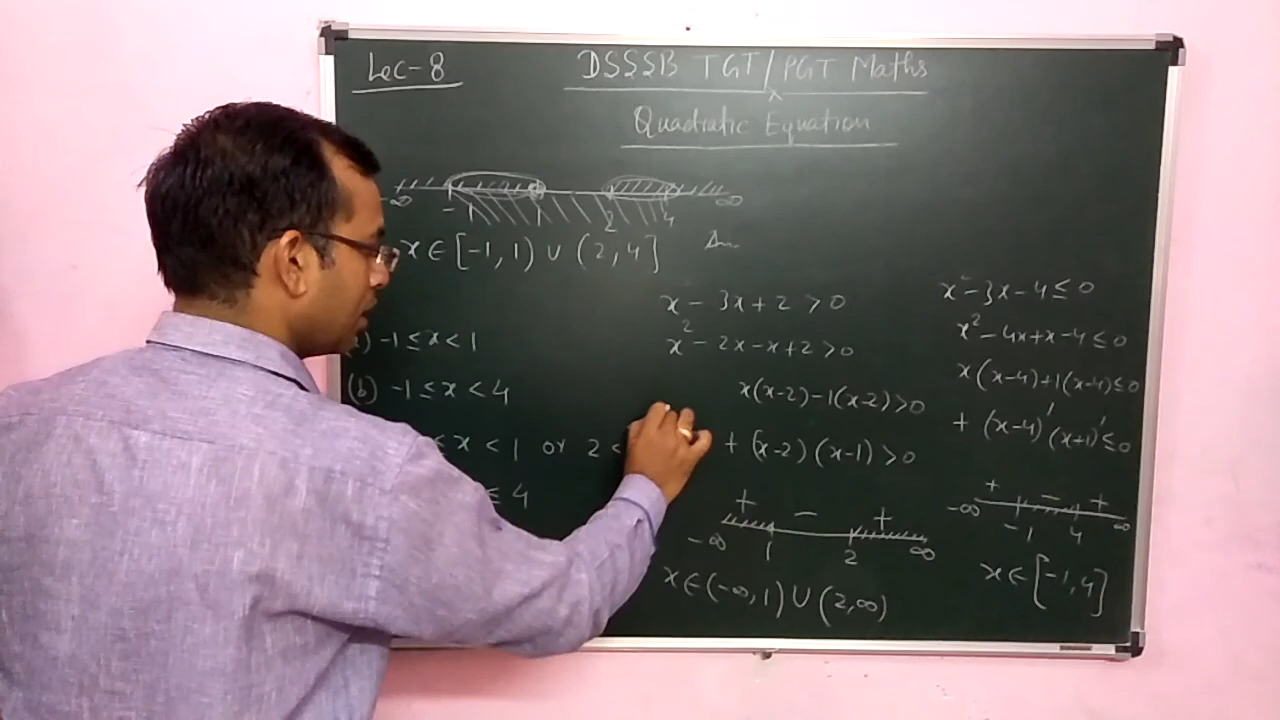 Lec-8
DSSSB TGT/PGT Maths
Quadratic Equation
-∞ -1 1 2 4 ∞
x ∈ [-1, 1) ∪ (2, 4] An
) -1 ≤ x < 1
(b) -1 ≤ x < 4
≤ x < 1 or 2 <
≤ 4
x² - 3x + 2 > 0
x² - 2x - x + 2 > 0
x(x-2) - 1(x-2) > 0
+ (x-2) (x-1) > 0
+ - +
-∞ 1 2 ∞
x ∈ (-∞, 1) ∪ (2, ∞)
x² - 3x - 4 ≤ 0
x² - 4x + x - 4 ≤ 0
x(x-4) + 1(x-4) ≤ 0
+ (x-4)' (x+1)' ≤ 0
+ - +
-∞ -1 4 ∞
x ∈ [-1, 4]